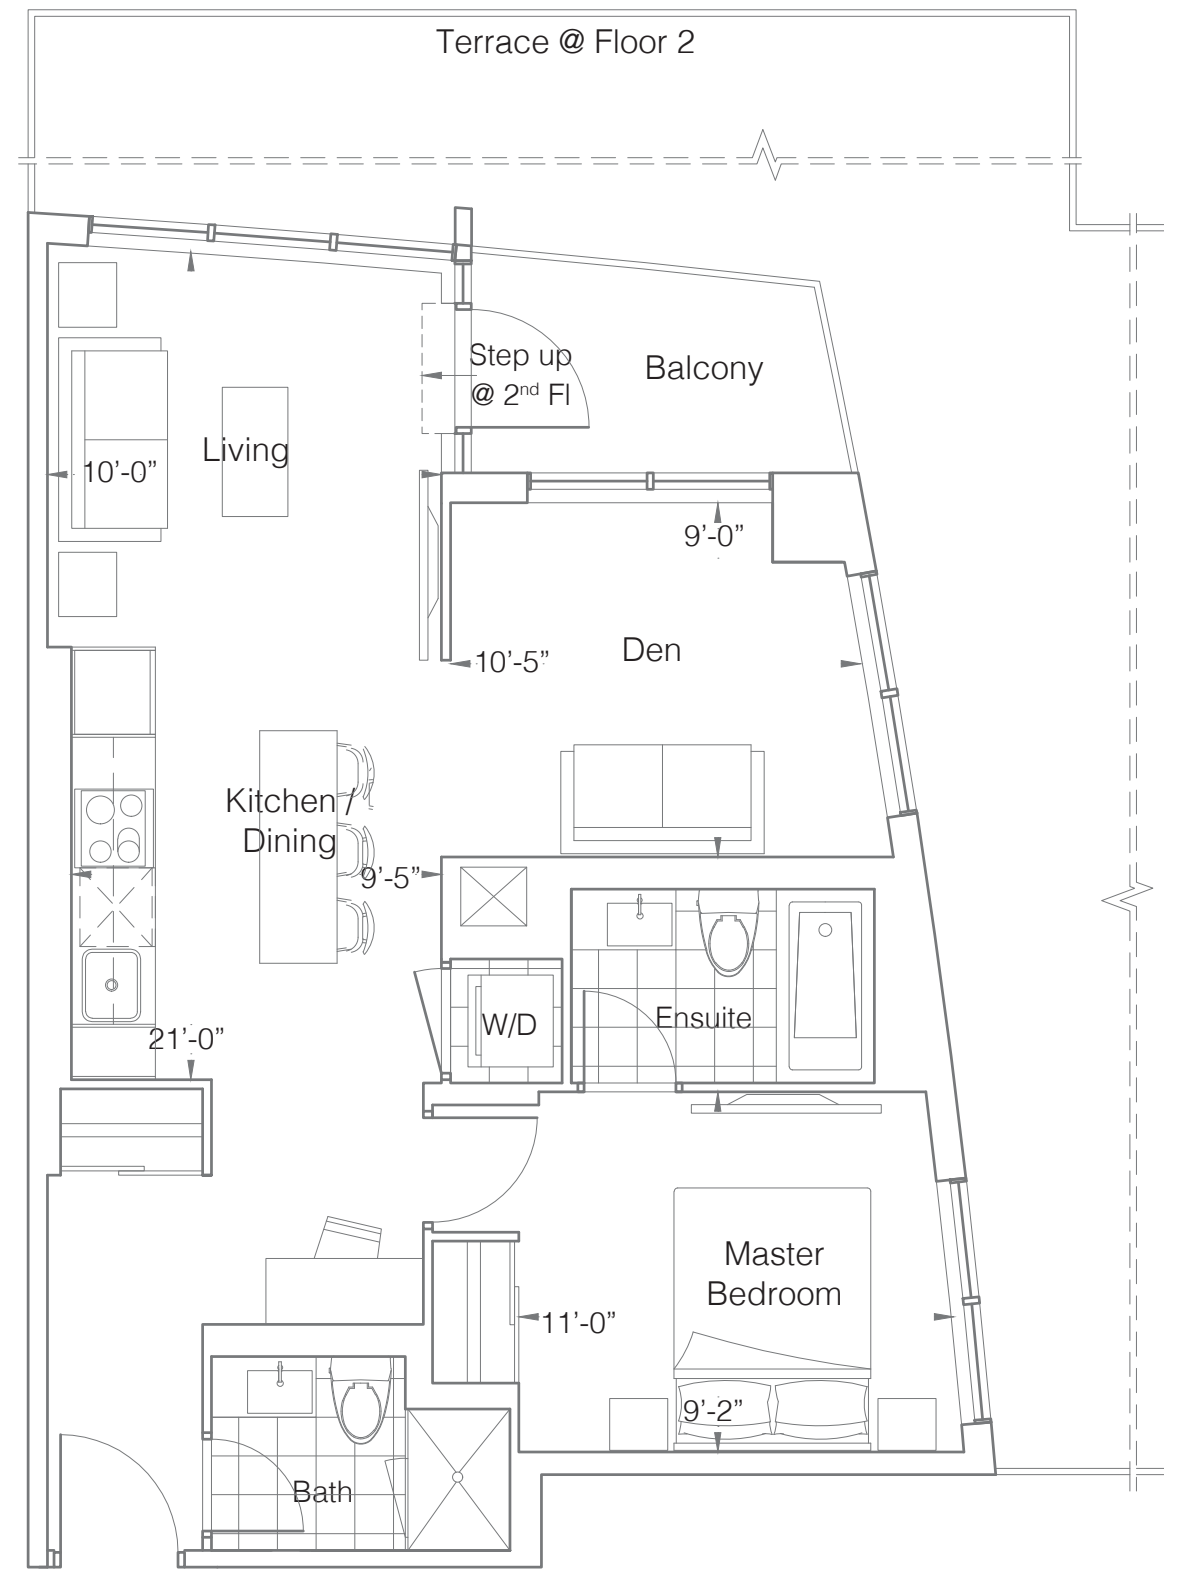 Terrace @ Floor 2
Step up
@ 2nd Fl
Balcony
Living
10’-0”
9’-0”
Den
10’-5”
Kitchen /
Dining
9’-5”
W/D
Ensuite
21’-0”
Master
Bedroom
11’-0”
9’-2”
Bath